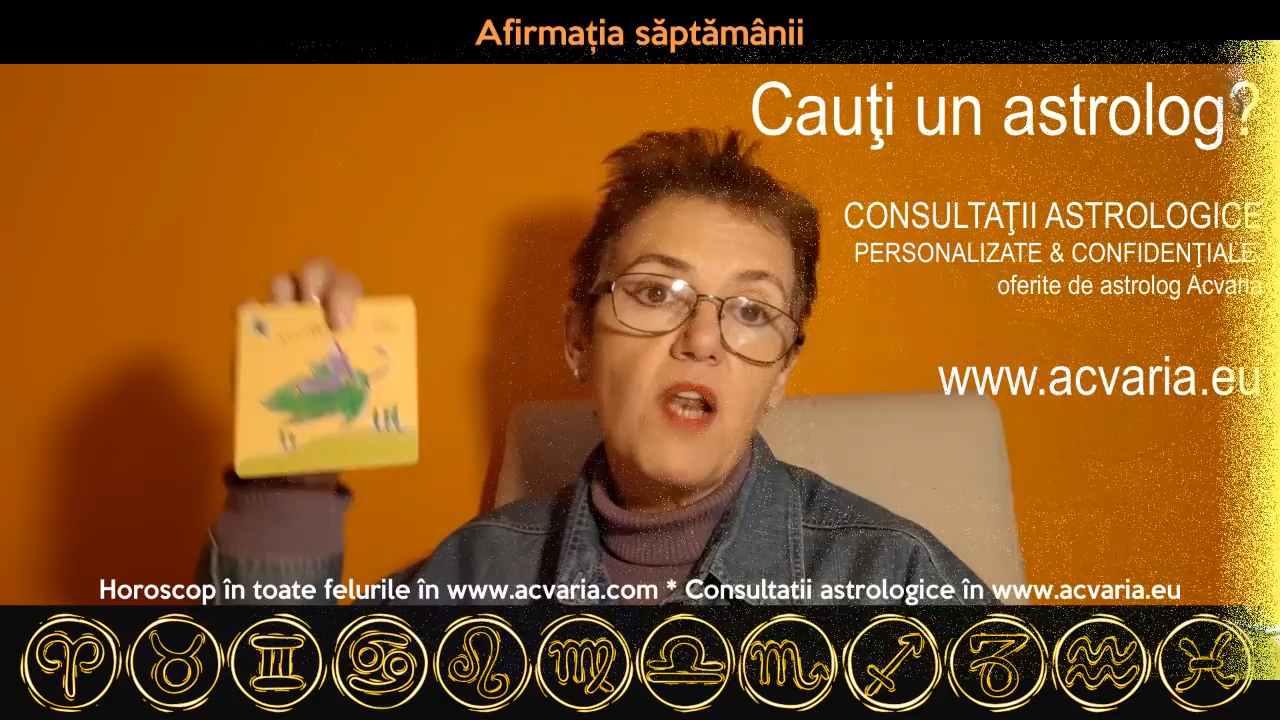 Afirmația săptămânii
Cauţi un astrolog?
CONSULTAŢII ASTROLOGICE
PERSONALIZATE & CONFIDENŢIALE
oferite de astrolog Acvaria
www.acvaria.eu
Horoscop în toate felurile în www.acvaria.com * Consultatii astrologice în www.acvaria.eu